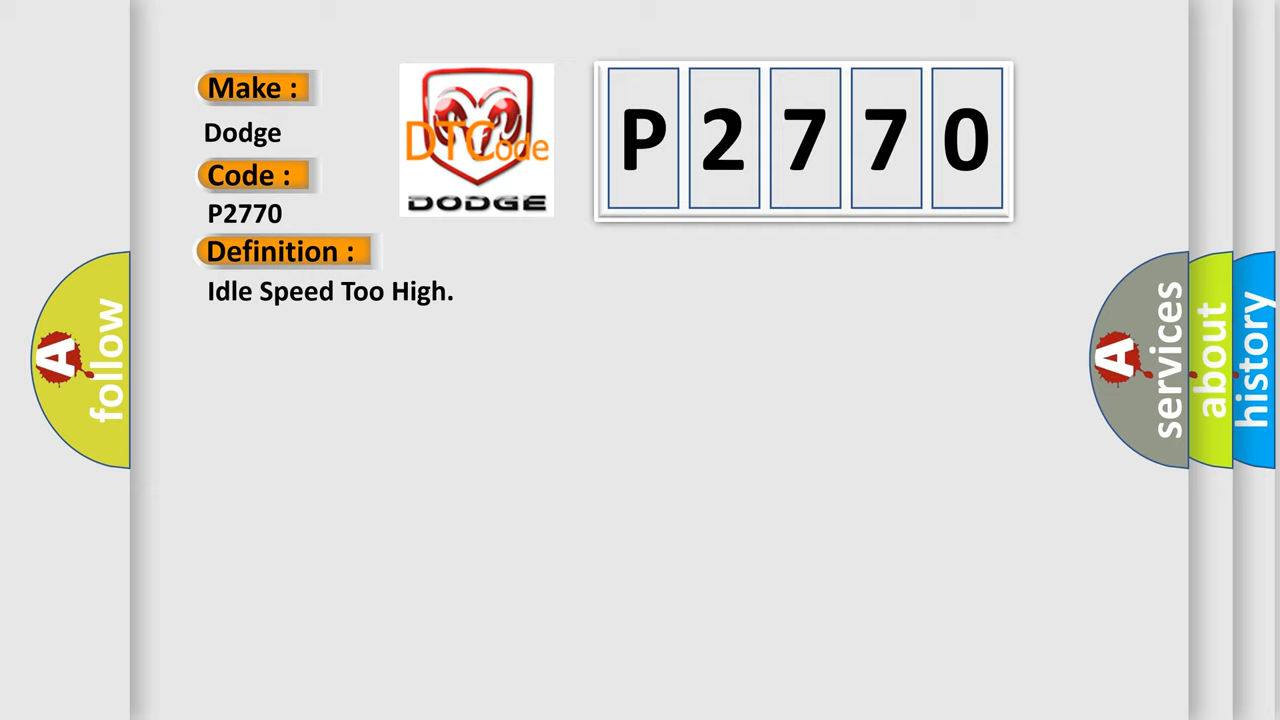 Make :
Dodge
Code :
P2770
Definition :
Idle Speed Too High.
DTCode
DODGE
P 2 7 7 0
A
follow
A
services
about
history